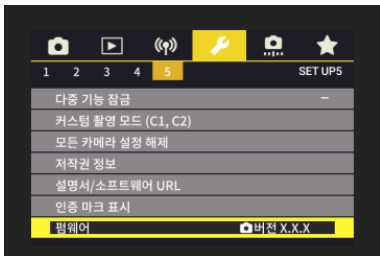 1 2 3 4 5 SET UP5
다중 기능 잠금 –
커스텀 촬영 모드 (C1, C2)
모든 카메라 설정 해제
저작권 정보
설명서/소프트웨어 URL
인증 마크 표시
펌웨어 버전 X.X.X